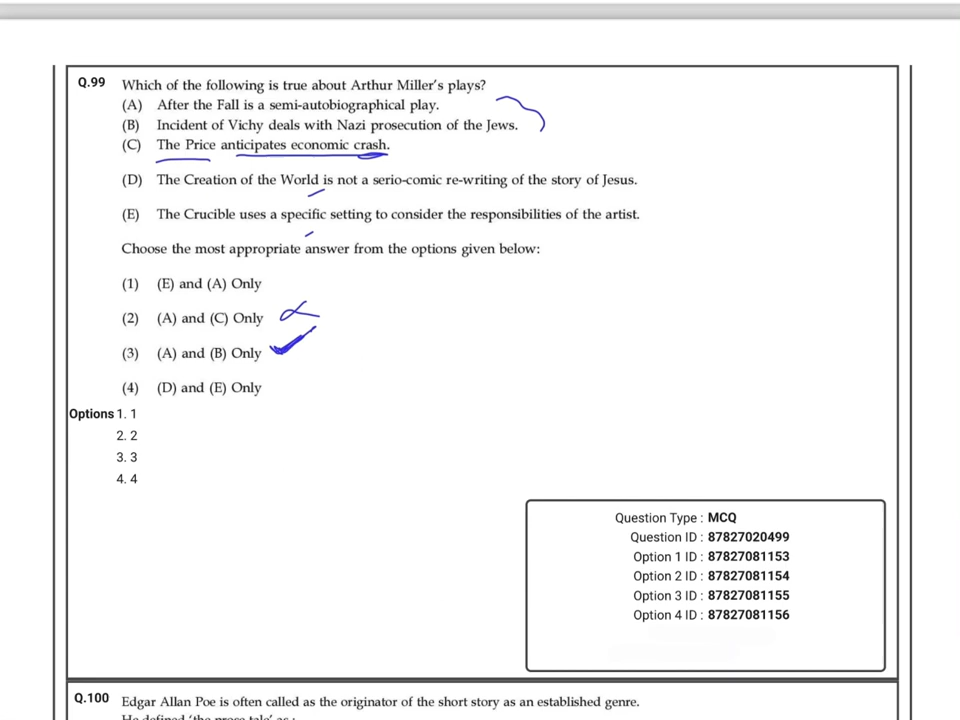 Q.99 Which of the following is true about Arthur Miller's plays?
(A) After the Fall is a semi-autobiographical play.
(B) Incident of Vichy deals with Nazi prosecution of the Jews.
(C) The Price anticipates economic crash.
(D) The Creation of the World is not a serio-comic re-writing of the story of Jesus.
(E) The Crucible uses a specific setting to consider the responsibilities of the artist.
Choose the most appropriate answer from the options given below:
(1) (E) and (A) Only
(2) (A) and (C) Only
(3) (A) and (B) Only
(4) (D) and (E) Only
Options 1. 1
2. 2
3. 3
4. 4
Question Type : MCQ
Question ID : 87827020499
Option 1 ID : 87827081153
Option 2 ID : 87827081154
Option 3 ID : 87827081155
Option 4 ID : 87827081156
Q.100 Edgar Allan Poe is often called as the originator of the short story as an established genre.
He defined 'the prose tale' as :